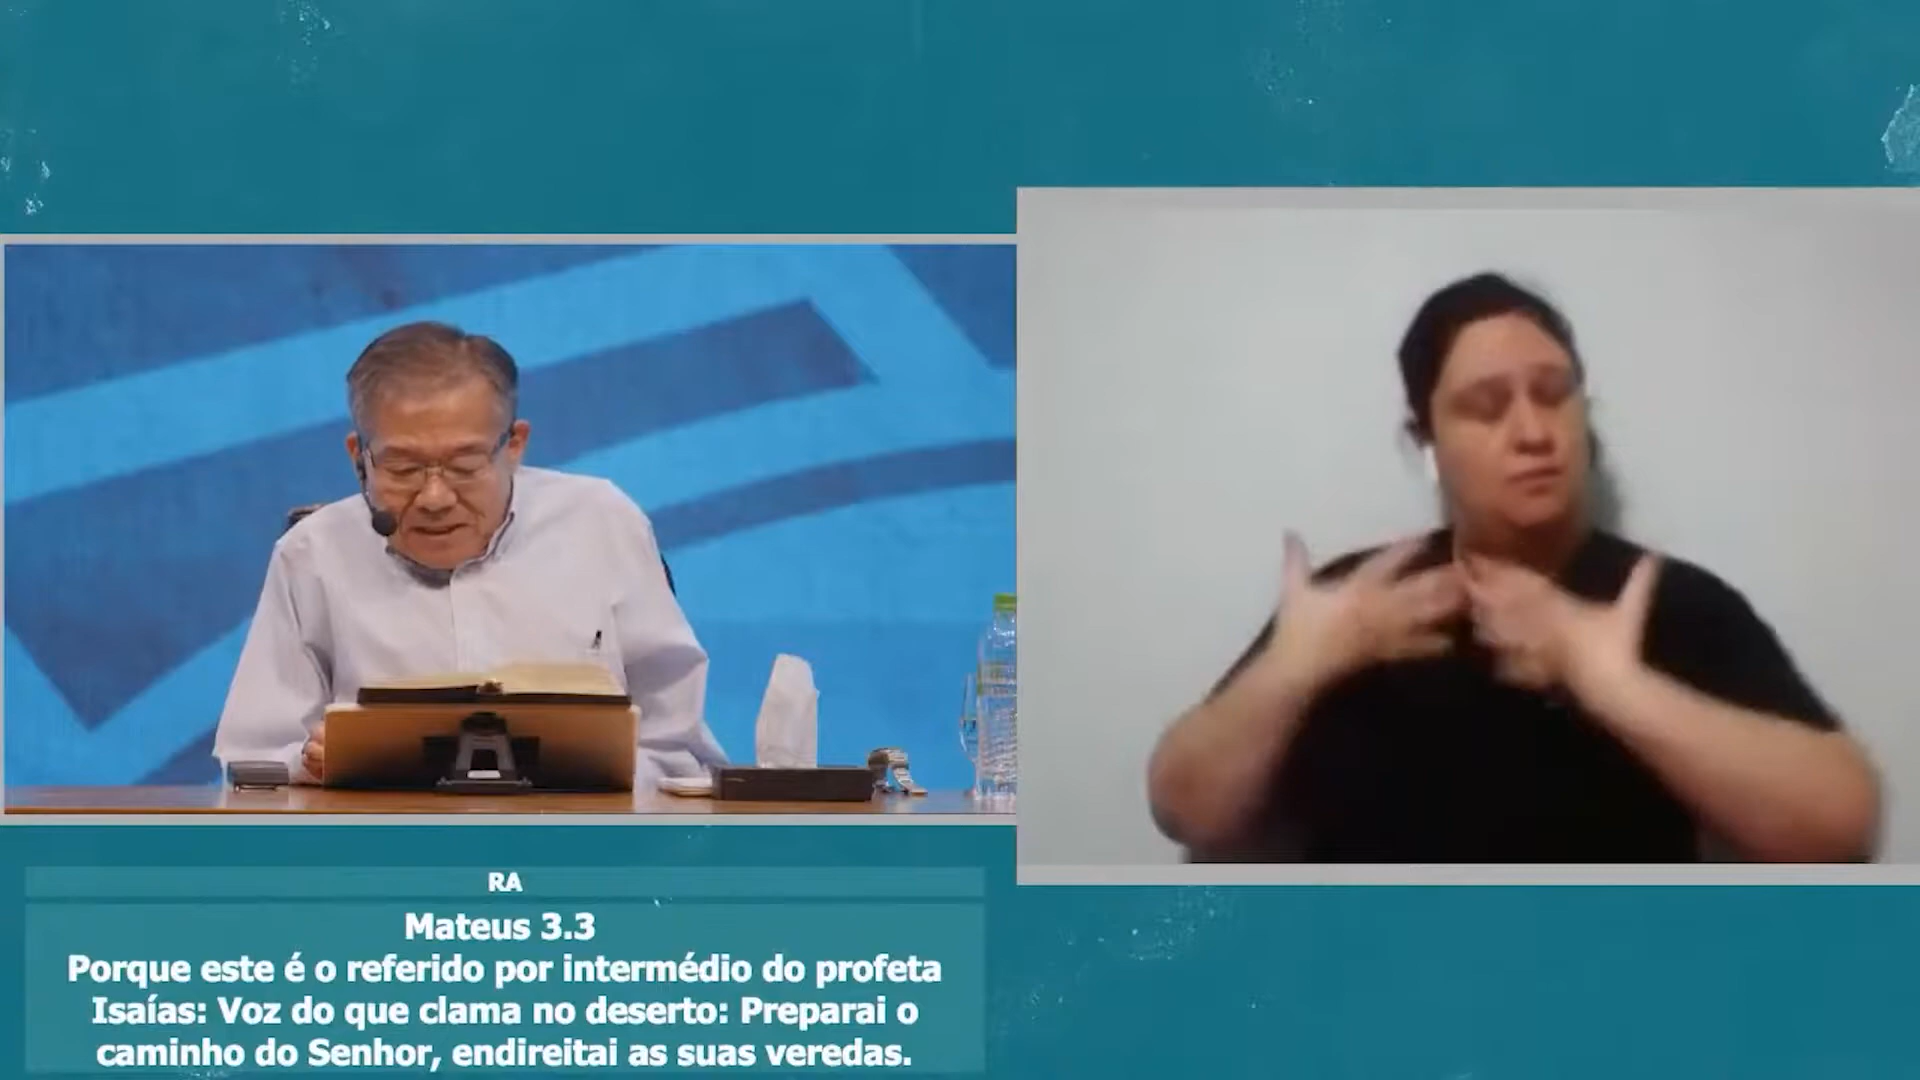 RA
Mateus 3.3
Porque este é o referido por intermédio do profeta
Isaías: Voz do que clama no deserto: Preparai o
caminho do Senhor, endireitai as suas veredas.